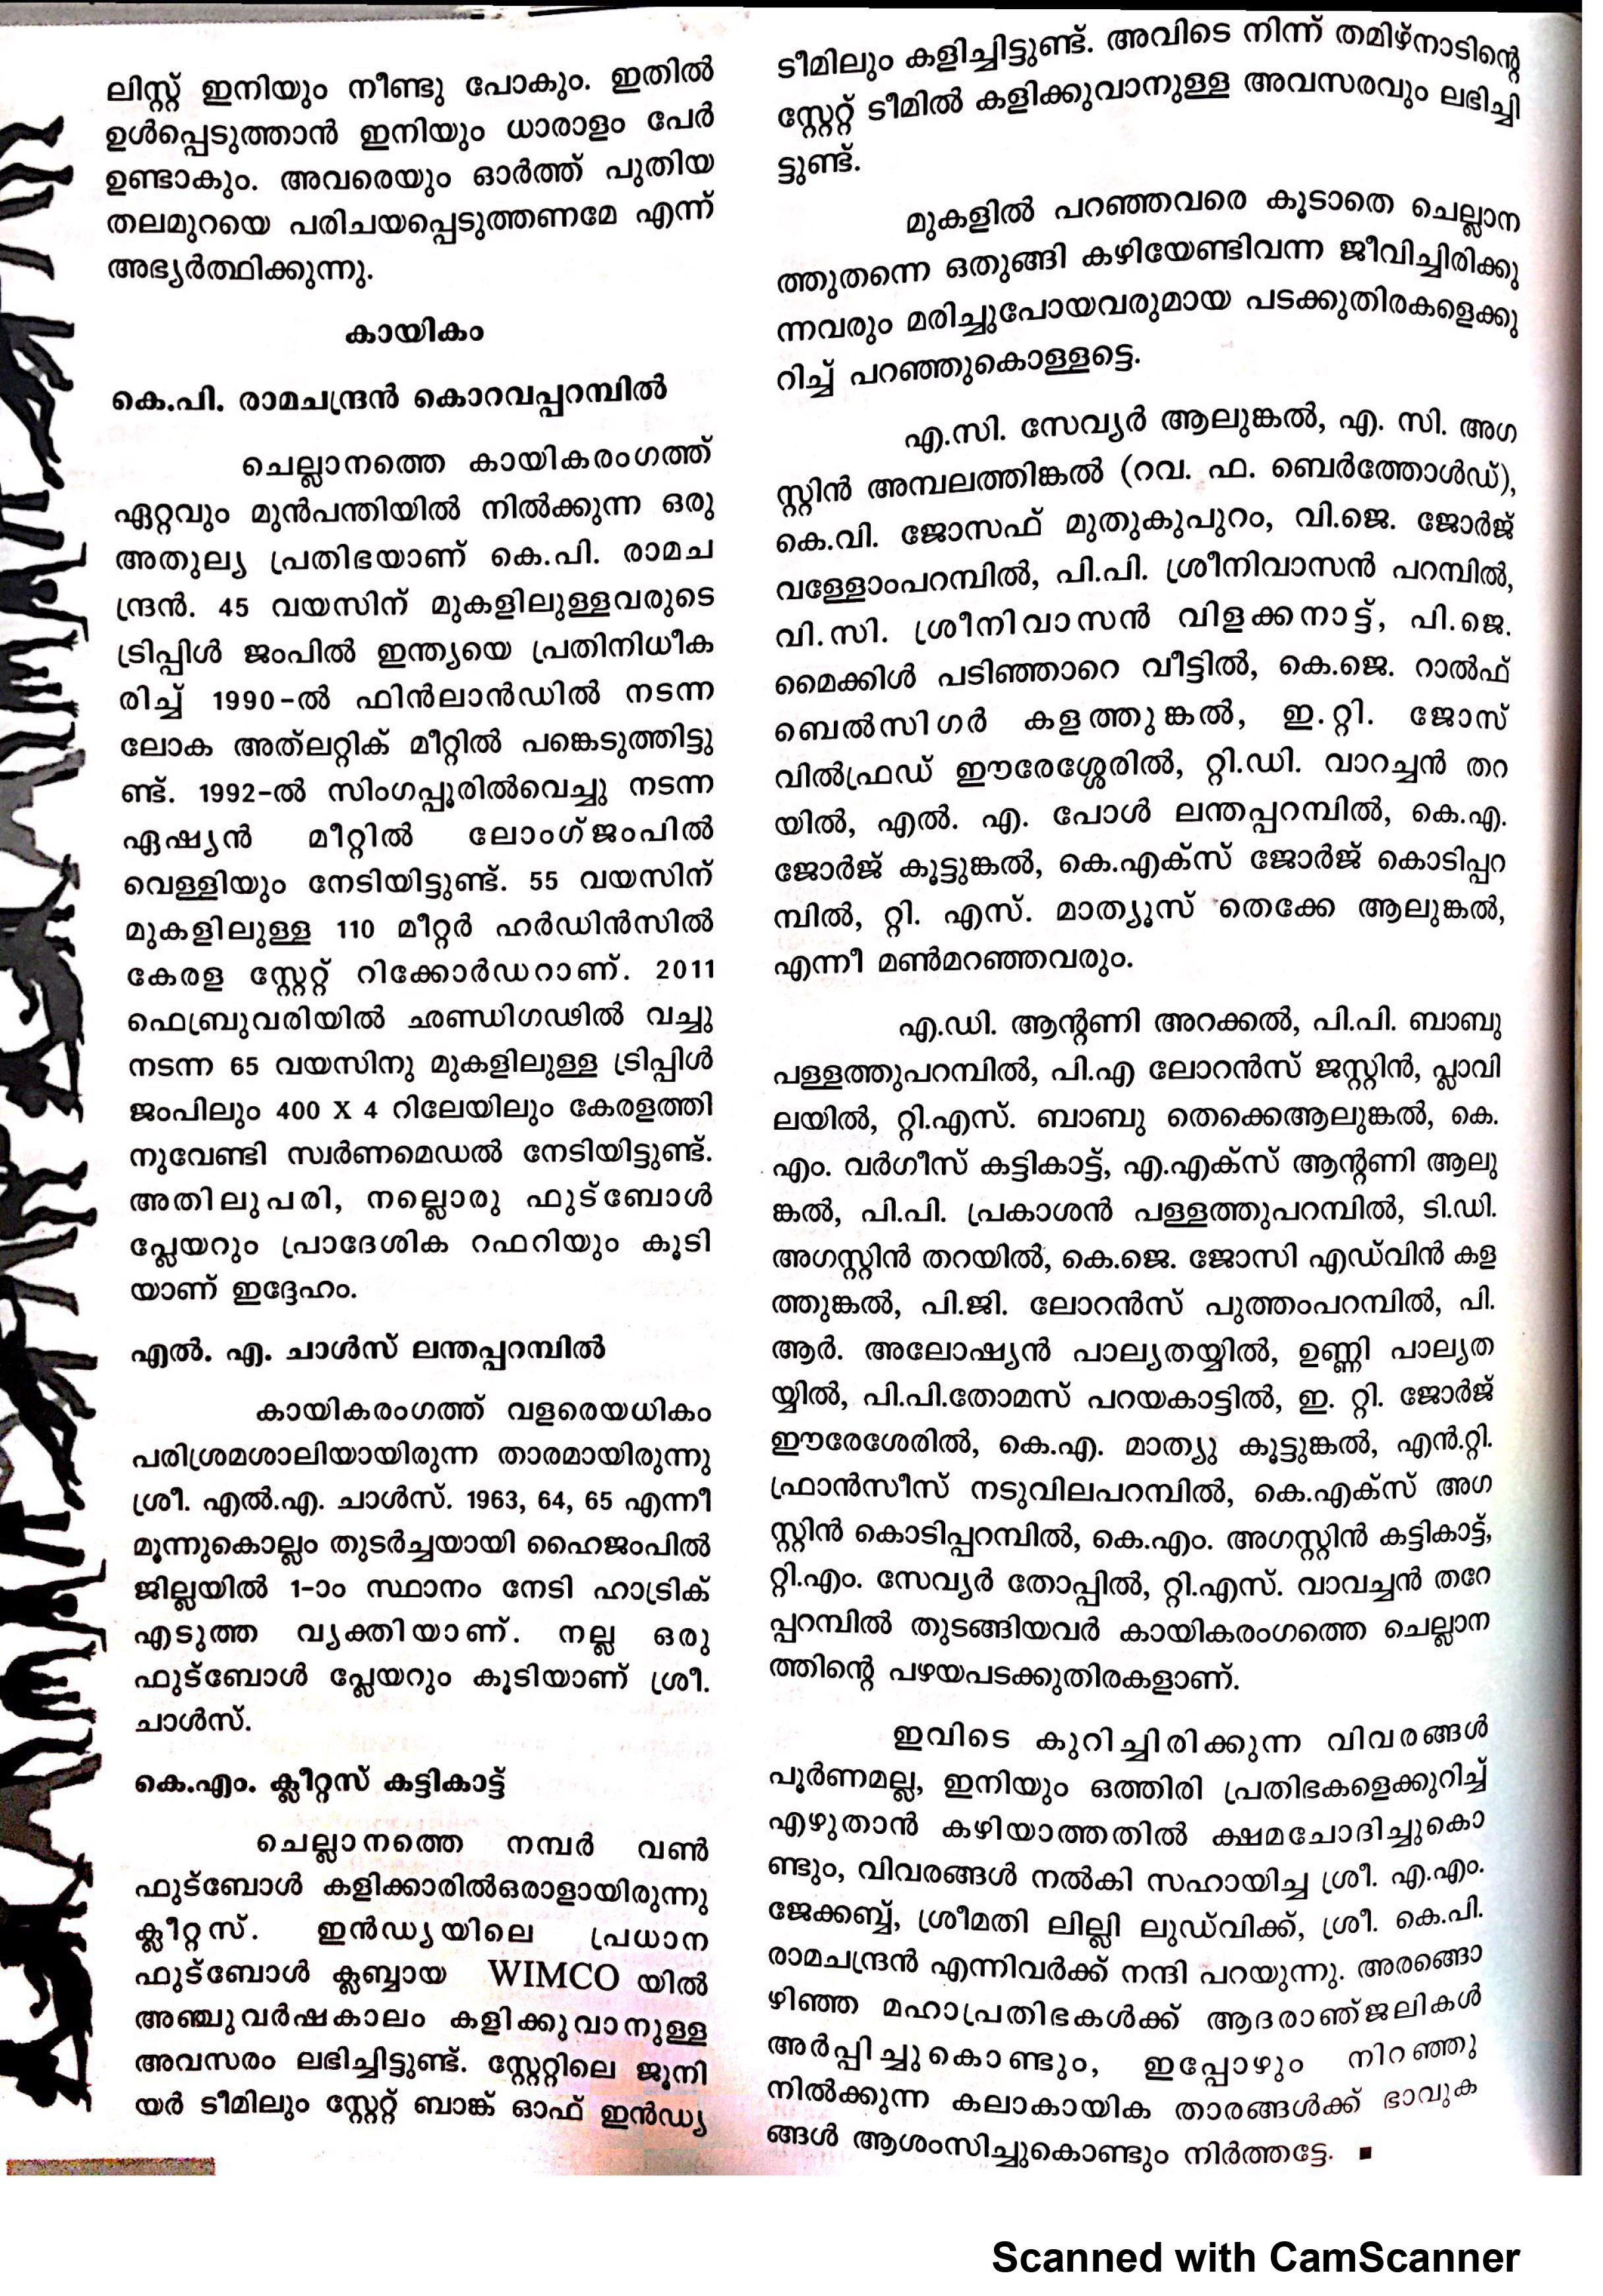 ലിസ്റ്റ് ഇനിയും നീണ്ടു പോകും. ഇതിൽ
ഉൾപ്പെടുത്താൻ ഇനിയും ധാരാളം പേർ
ഉണ്ടാകും. അവരെയും ഓർത്ത് പുതിയ
തലമുറയെ പരിചയപ്പെടുത്തണമേ എന്ന്
അഭ്യർത്ഥിക്കുന്നു.
കായികം
കെ.പി. രാമചന്ദ്രൻ കൊറവപ്പറമ്പിൽ
ചെല്ലാനത്തെ കായികരംഗത്ത്
ഏറ്റവും മുൻപന്തിയിൽ നിൽക്കുന്ന ഒരു
അതുല്യ പ്രതിഭയാണ് കെ.പി. രാമച
ന്ദ്രൻ. 45 വയസിന് മുകളിലുള്ളവരുടെ
ട്രിപ്പിൾ ജംപിൽ ഇന്ത്യയെ പ്രതിനിധീക
രിച്ച് 1990-ൽ ഫിൻലാൻഡിൽ നടന്ന
ലോക അത്‌ലറ്റിക് മീറ്റിൽ പങ്കെടുത്തിട്ടു
ണ്ട്. 1992-ൽ സിംഗപ്പൂരിൽവെച്ചു നടന്ന
ഏഷ്യൻ മീറ്റിൽ ലോംഗ്ജംപിൽ
വെള്ളിയും നേടിയിട്ടുണ്ട്. 55 വയസിന്
മുകളിലുള്ള 110 മീറ്റർ ഹർഡിൻസിൽ
കേരള സ്റ്റേറ്റ് റിക്കോർഡറാണ്. 2011
ഫെബ്രുവരിയിൽ ഛണ്ഡിഗഢിൽ വച്ചു
നടന്ന 65 വയസിനു മുകളിലുള്ള ട്രിപ്പിൾ
ജംപിലും 400 X 4 റിലേയിലും കേരളത്തി
നുവേണ്ടി സ്വർണമെഡൽ നേടിയിട്ടുണ്ട്.
അതിലുപരി, നല്ലൊരു ഫുട്ബോൾ
പ്ലേയറും പ്രാദേശിക റഫറിയും കൂടി
യാണ് ഇദ്ദേഹം.
എൽ. എ. ചാൾസ് ലന്തപ്പറമ്പിൽ
കായികരംഗത്ത് വളരെയധികം
പരിശ്രമശാലിയായിരുന്ന താരമായിരുന്നു
ശ്രീ. എൽ.എ. ചാൾസ്. 1963, 64, 65 എന്നീ
മൂന്നുകൊല്ലം തുടർച്ചയായി ഹൈജംപിൽ
ജില്ലയിൽ 1-ാം സ്ഥാനം നേടി ഹാട്രിക്
എടുത്ത വ്യക്തിയാണ്. നല്ല ഒരു
ഫുട്ബോൾ പ്ലേയറും കൂടിയാണ് ശ്രീ.
ചാൾസ്.
കെ.എം. ക്ലീറ്റസ് കട്ടികാട്ട്
ചെല്ലാനത്തെ നമ്പർ വൺ
ഫുട്ബോൾ കളിക്കാരിൽഒരാളായിരുന്നു
ക്ലീറ്റസ്. ഇൻഡ്യയിലെ പ്രധാന
ഫുട്ബോൾ ക്ലബ്ബായ WIMCO യിൽ
അഞ്ചുവർഷകാലം കളിക്കുവാനുള്ള
അവസരം ലഭിച്ചിട്ടുണ്ട്. സ്റ്റേറ്റിലെ ജൂനി
യർ ടീമിലും സ്റ്റേറ്റ് ബാങ്ക് ഓഫ് ഇൻഡ്യ
ടീമിലും കളിച്ചിട്ടുണ്ട്. അവിടെ നിന്ന് തമിഴ്നാടിന്റെ
സ്റ്റേറ്റ് ടീമിൽ കളിക്കുവാനുള്ള അവസരവും ലഭിച്ചി
ട്ടുണ്ട്.
മുകളിൽ പറഞ്ഞവരെ കൂടാതെ ചെല്ലാന
ത്തുതന്നെ ഒതുങ്ങി കഴിയേണ്ടിവന്ന ജീവിച്ചിരിക്കു
ന്നവരും മരിച്ചുപോയവരുമായ പടക്കുതിരകളെക്കു
റിച്ച് പറഞ്ഞുകൊള്ളട്ടെ.
എ.സി. സേവ്യർ ആലുങ്കൽ, എ. സി. അഗ
സ്റ്റിൻ അമ്പലത്തിങ്കൽ (റവ. ഫ. ബെർത്തോൾഡ്),
കെ.വി. ജോസഫ് മുതുകുപുറം, വി.ജെ. ജോർജ്
വള്ളോംപറമ്പിൽ, പി.പി. ശ്രീനിവാസൻ പറമ്പിൽ,
വി.സി. ശ്രീനിവാസൻ വിളക്കനാട്ട്, പി.ജെ.
മൈക്കിൾ പടിഞ്ഞാറെ വീട്ടിൽ, കെ.ജെ. റാൽഫ്
ബെൽസിഗർ കളത്തുങ്കൽ, ഇ.റ്റി. ജോസ്
വിൽഫ്രഡ് ഈരേശ്ശേരിൽ, റ്റി.ഡി. വാറച്ചൻ തറ
യിൽ, എൽ. എ. പോൾ ലന്തപ്പറമ്പിൽ, കെ.എ.
ജോർജ് കൂട്ടുങ്കൽ, കെ.എക്സ് ജോർജ് കൊടിപ്പറ
മ്പിൽ, റ്റി. എസ്. മാത്യൂസ് തെക്കേ ആലുങ്കൽ,
എന്നീ മൺമറഞ്ഞവരും.
എ.ഡി. ആന്റണി അറക്കൽ, പി.പി. ബാബു
പള്ളത്തുപറമ്പിൽ, പി.എ ലോറൻസ് ജസ്റ്റിൻ, പ്ലാവി
ലയിൽ, റ്റി.എസ്. ബാബു തെക്കെആലുങ്കൽ, കെ.
എം. വർഗീസ് കട്ടികാട്ട്, എ.എക്സ് ആന്റണി ആലു
ങ്കൽ, പി.പി. പ്രകാശൻ പള്ളത്തുപറമ്പിൽ, ടി.ഡി.
അഗസ്റ്റിൻ തറയിൽ, കെ.ജെ. ജോസി എഡ്‌വിൻ കള
ത്തുങ്കൽ, പി.ജി. ലോറൻസ് പുത്തംപറമ്പിൽ, പി.
ആർ. അലോഷ്യൻ പാല്യതയ്യിൽ, ഉണ്ണി പാല്യത
യ്യിൽ, പി.പി.തോമസ് പറയകാട്ടിൽ, ഇ. റ്റി. ജോർജ്
ഈരേശേരിൽ, കെ.എ. മാത്യു കൂട്ടുങ്കൽ, എൻ.റ്റി.
ഫ്രാൻസീസ് നടുവിലപറമ്പിൽ, കെ.എക്സ് അഗ
സ്റ്റിൻ കൊടിപ്പറമ്പിൽ, കെ.എം. അഗസ്റ്റിൻ കട്ടികാട്ട്,
റ്റി.എം. സേവ്യർ തോപ്പിൽ, റ്റി.എസ്. വാവച്ചൻ തറേ
പ്പറമ്പിൽ തുടങ്ങിയവർ കായികരംഗത്തെ ചെല്ലാന
ത്തിന്റെ പഴയപടക്കുതിരകളാണ്.
ഇവിടെ കുറിച്ചിരിക്കുന്ന വിവരങ്ങൾ
പൂർണമല്ല, ഇനിയും ഒത്തിരി പ്രതിഭകളെക്കുറിച്ച്
എഴുതാൻ കഴിയാത്തതിൽ ക്ഷമചോദിച്ചുകൊ
ണ്ടും, വിവരങ്ങൾ നൽകി സഹായിച്ച ശ്രീ. എ.എം.
ജേക്കബ്ബ്, ശ്രീമതി ലില്ലി ലുഡ്‌വിക്ക്, ശ്രീ. കെ.പി.
രാമചന്ദ്രൻ എന്നിവർക്ക് നന്ദി പറയുന്നു. അരങ്ങൊ
ഴിഞ്ഞ മഹാപ്രതിഭകൾക്ക് ആദരാഞ്ജലികൾ
അർപ്പിച്ചുകൊണ്ടും, ഇപ്പോഴും നിറഞ്ഞു
നിൽക്കുന്ന കലാകായിക താരങ്ങൾക്ക് ഭാവുക
ങ്ങൾ ആശംസിച്ചുകൊണ്ടും നിർത്തട്ടേ. ■
Scanned with CamScanner